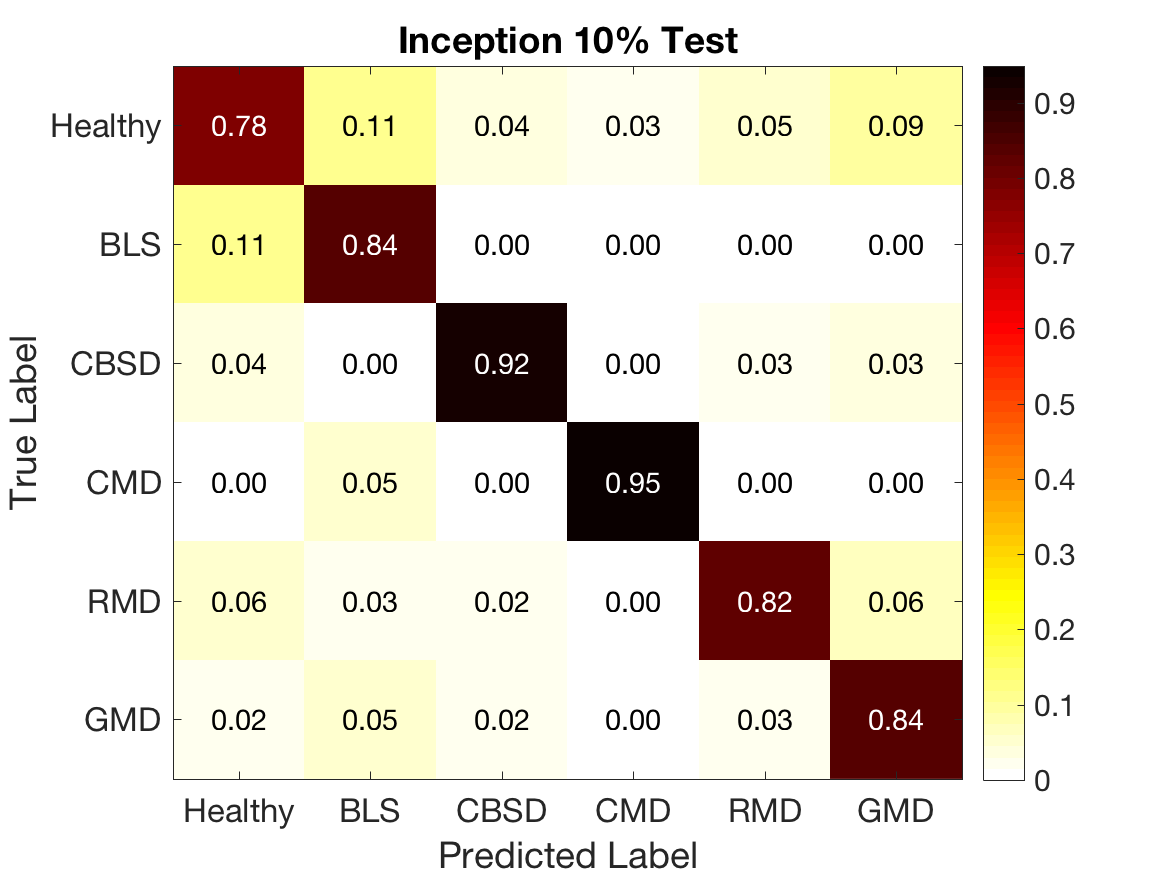 Inception 10% Test
Healthy 0.78 0.11 0.04 0.03 0.05 0.09
BLS 0.11 0.84 0.00 0.00 0.00 0.00
CBSD 0.04 0.00 0.92 0.00 0.03 0.03
CMD 0.00 0.05 0.00 0.95 0.00 0.00
RMD 0.06 0.03 0.02 0.00 0.82 0.06
GMD 0.02 0.05 0.02 0.00 0.03 0.84
Healthy BLS CBSD CMD RMD GMD
Predicted Label
True Label
0.9
0.8
0.7
0.6
0.5
0.4
0.3
0.2
0.1
0